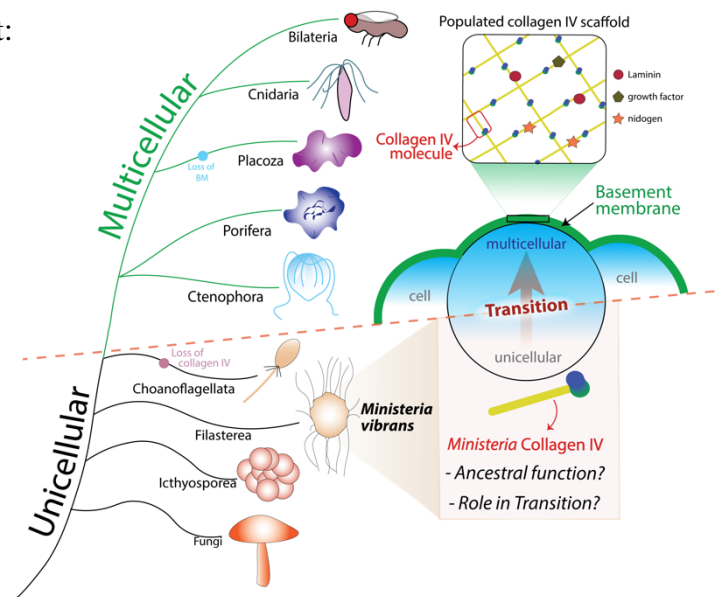 t:
Populated collagen IV scaffold
Bilateria
Laminin
growth factor
nidogen
Cnidaria
Collagen IV
molecule
Multicellular
Loss of
BM
Placoza
Basement
membrane
Porifera
multicellular
cell
cell
Ctenophora
Transition
unicellular
Loss of
collagen IV
Choanoflagellata
Ministeria
vibrans
Filasterea
Ministeria Collagen IV
- Ancestral function?
- Role in Transition?
Unicellular
Icthyosporea
Fungi